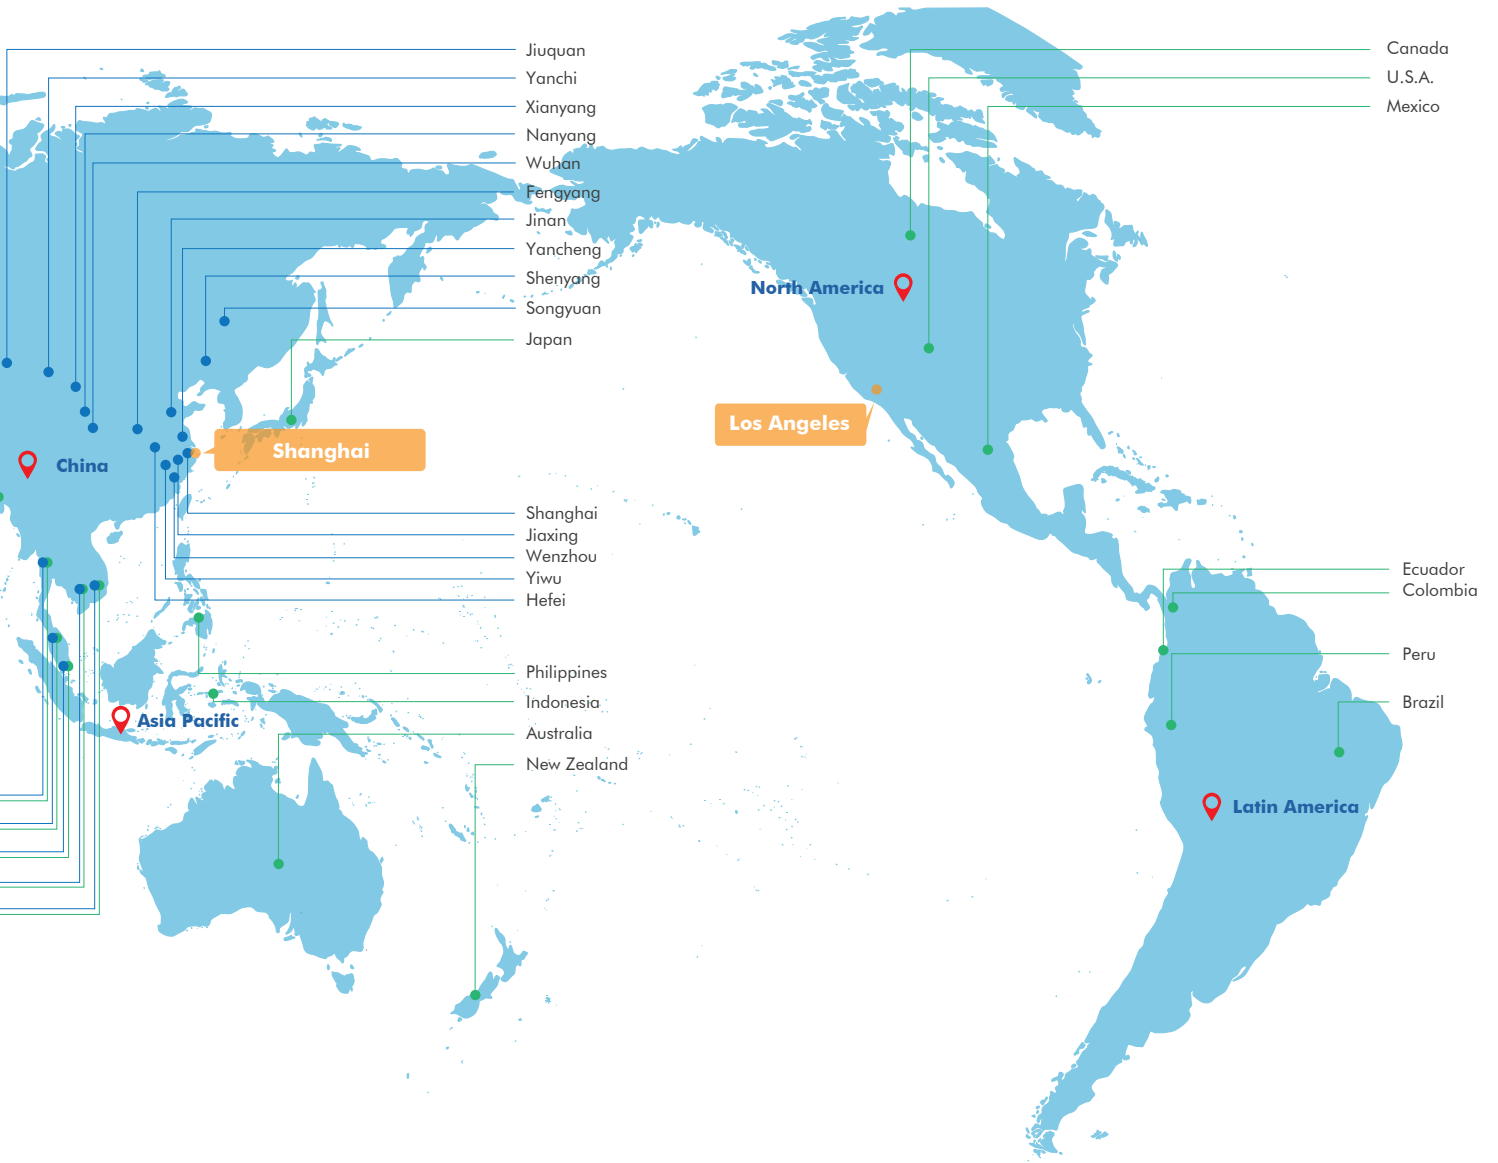 Jiuquan
Yanchi
Xianyang
Nanyang
Wuhan
Fengyang
Jinan
Yancheng
Shenyang
Songyuan
Japan
Canada
U.S.A.
Mexico
North America
Los Angeles
Shanghai
China
Shanghai
Jiaxing
Wenzhou
Yiwu
Hefei
Ecuador
Colombia
Peru
Brazil
Philippines
Indonesia
Asia Pacific
Australia
New Zealand
Latin America